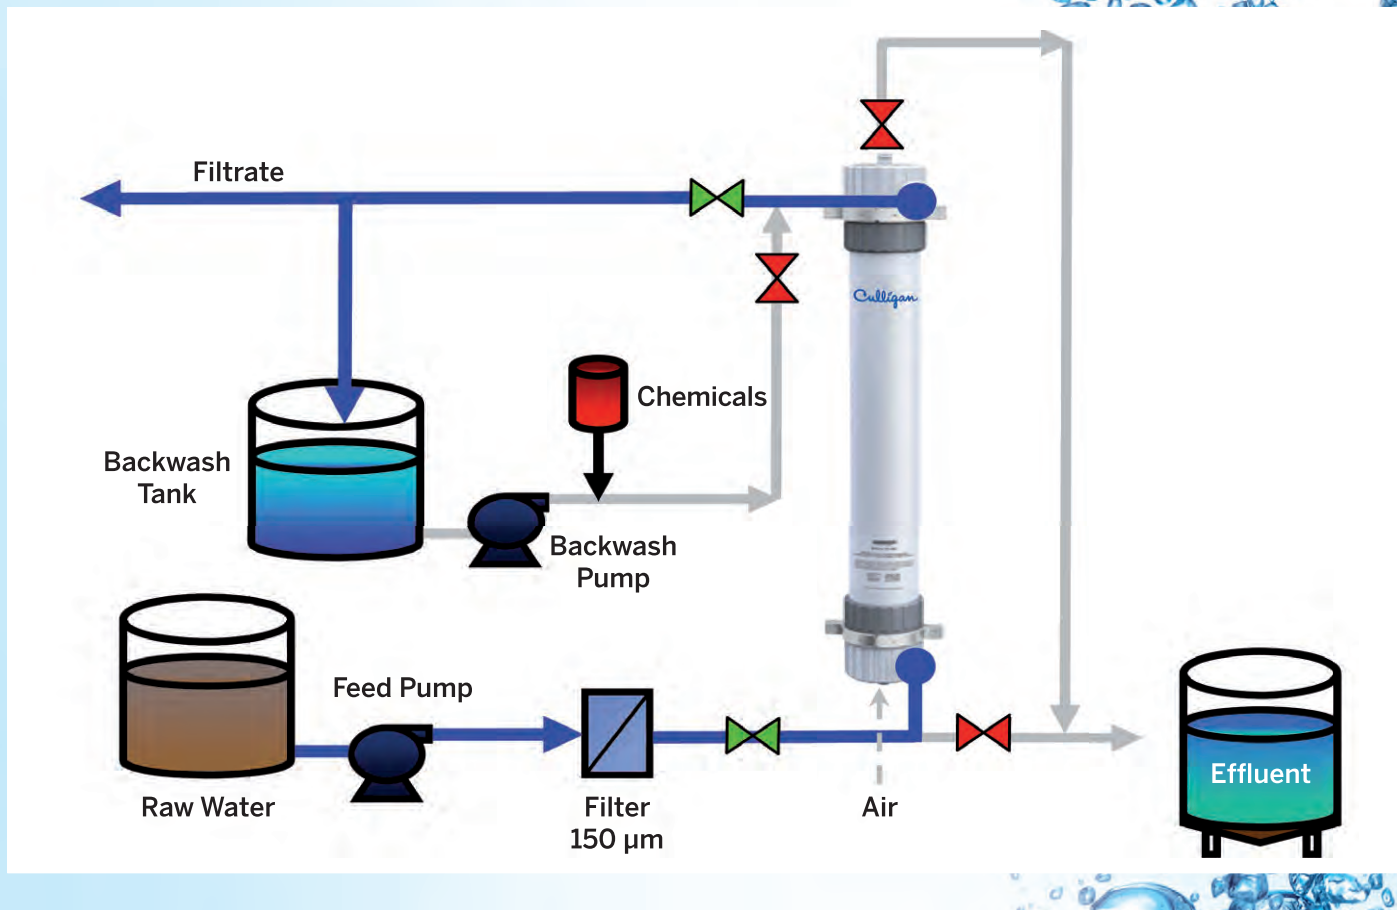 Filtrate
Culligan
Chemicals
Backwash
Tank
Backwash
Pump
Feed Pump
Raw Water
Filter
150 µm
Air
Effluent